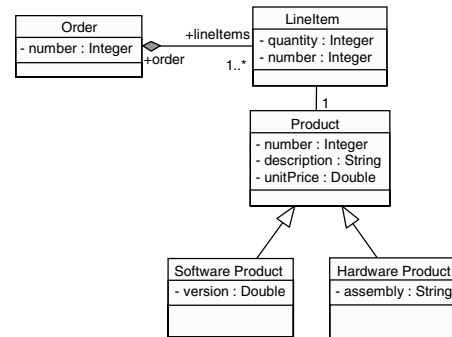 Order
- number : Integer
+lineItems
+order
1..*
LineItem
- quantity : Integer
- number : Integer
1
Product
- number : Integer
- description : String
- unitPrice : Double
Software Product
- version : Double
Hardware Product
- assembly : String